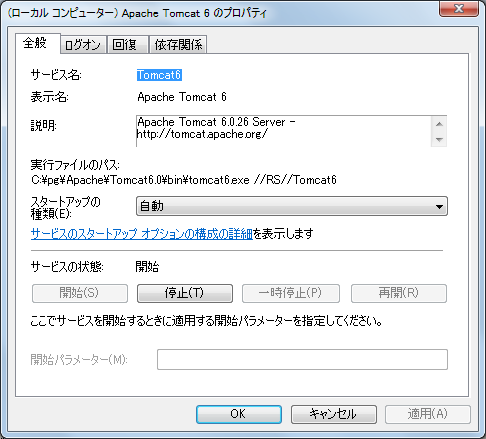 (ローカル コンピューター) Apache Tomcat 6 のプロパティ
全般 ログオン 回復 依存関係
サービス名: Tomcat6
表示名: Apache Tomcat 6
説明: Apache Tomcat 6.0.26 Server -
http://tomcat.apache.org/
実行ファイルのパス:
C:¥pg¥Apache¥Tomcat6.0¥bin¥tomcat6.exe //RS//Tomcat6
スタートアップの
種類(E): 自動
サービスのスタートアップ オプションの構成の詳細を表示します
サービスの状態: 開始
開始(S) 停止(T) 一時停止(P) 再開(R)
ここでサービスを開始するときに適用する開始パラメーターを指定してください。
開始パラメーター(M):
OK キャンセル 適用(A)